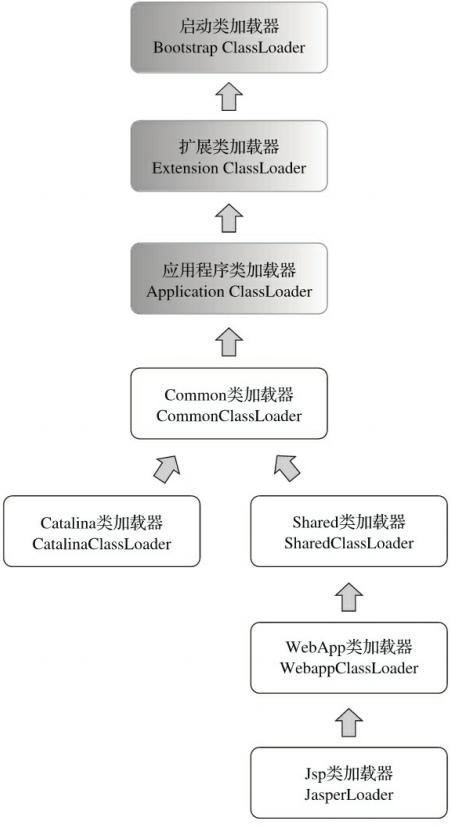 启动类加载器
Bootstrap ClassLoader
扩展类加载器
Extension ClassLoader
应用程序类加载器
Application ClassLoader
Common类加载器
CommonClassLoader
Catalina类加载器
CatalinaClassLoader
Shared类加载器
SharedClassLoader
WebApp类加载器
WebappClassLoader
Jsp类加载器
JasperLoader